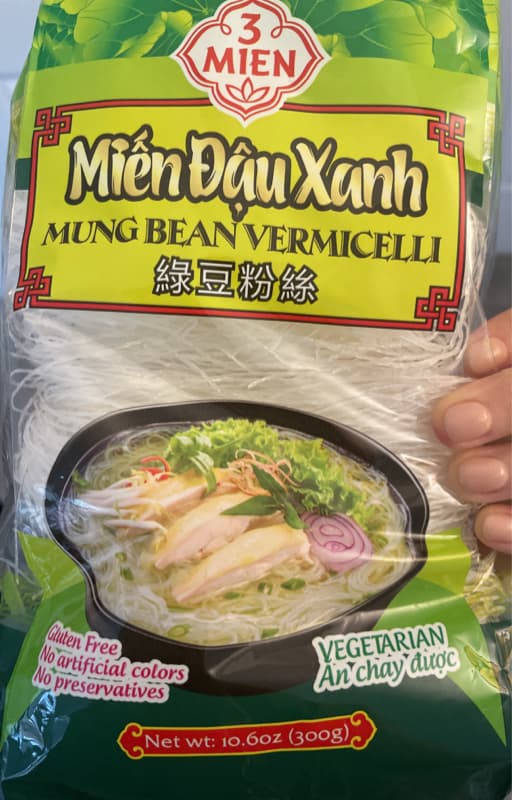 3
MIEN
Miến Đậu Xanh
MUNG BEAN VERMICELLI
綠豆粉絲
Gluten Free
No artificial colors
No preservatives
VEGETARIAN
Ăn chay được
Net wt: 10.6oz (300g)